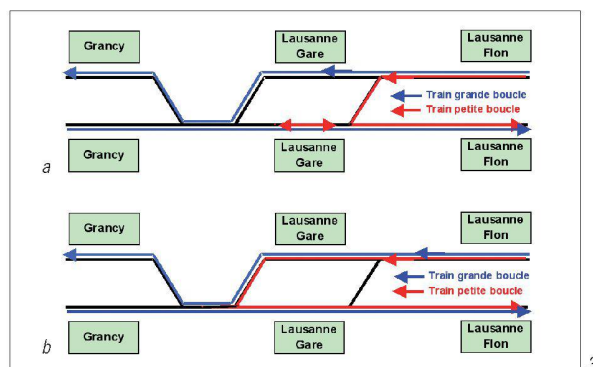 Grancy
Lausanne
Gare
Lausanne
Flon
Train grande boucle
Train petite boucle
Grancy
Lausanne
Gare
Lausanne
Flon
a
Grancy
Lausanne
Gare
Lausanne
Flon
Train grande boucle
Train petite boucle
Grancy
Lausanne
Gare
Lausanne
Flon
b